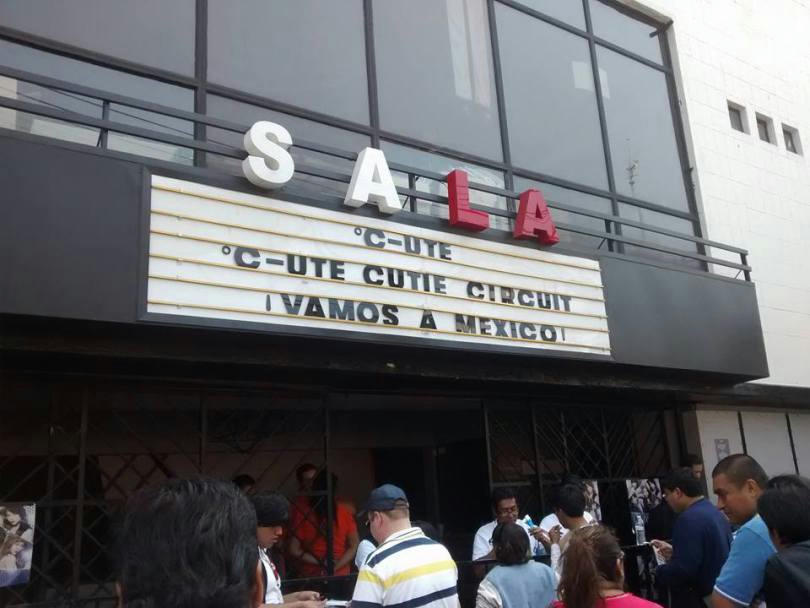 SALA
°C-UTE
°C-UTE CUTIE CIRCUIT
¡VAMOS A MEXICO!